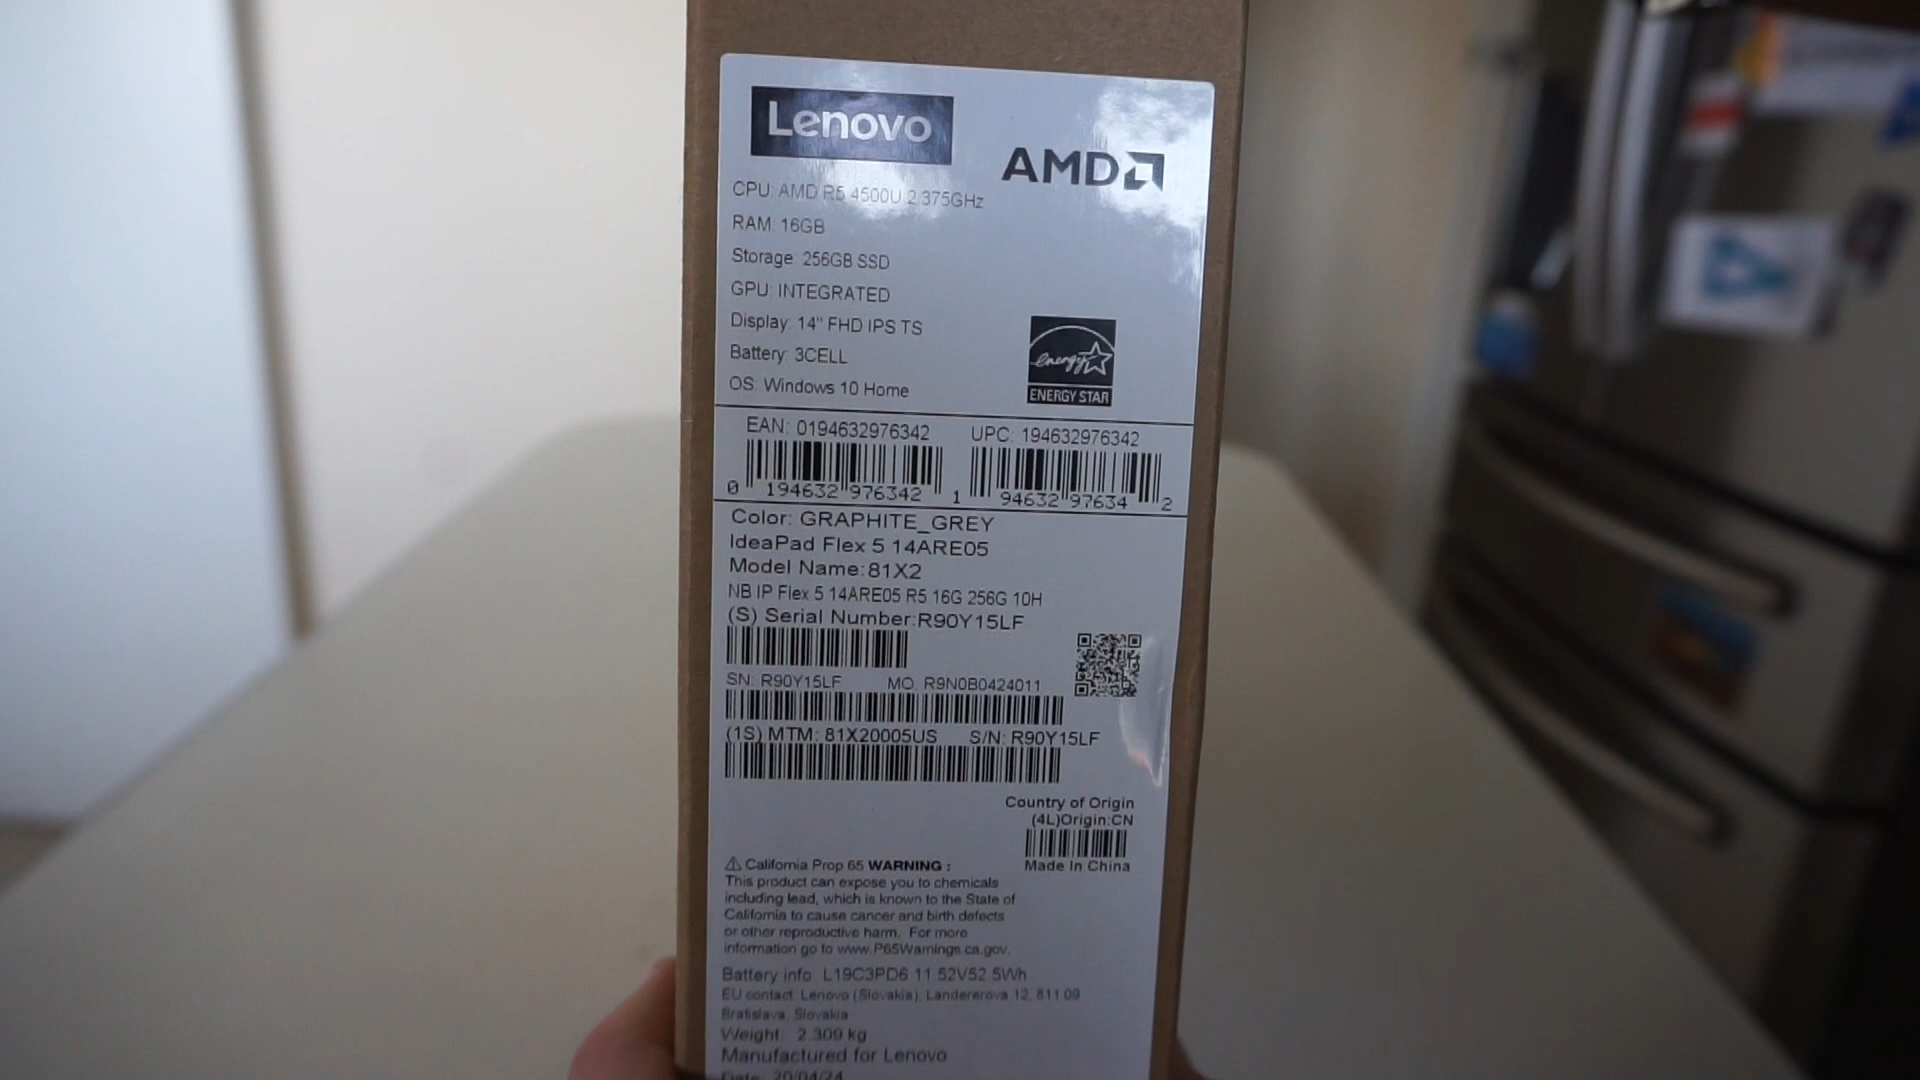 Lenovo
AMD
CPU: AMD R5 4500U 2.375GHz
RAM: 16GB
Storage: 256GB SSD
GPU: INTEGRATED
Display: 14" FHD IPS TS
Battery: 3CELL
OS: Windows 10 Home
energy
ENERGY STAR
EAN: 0194632976342
UPC: 194632976342
0 194632 976342
1 94632 97634 2
Color: GRAPHITE_GREY
IdeaPad Flex 5 14ARE05
Model Name:81X2
NB IP Flex 5 14ARE05 R5 16G 256G 10H
(S) Serial Number:R90Y15LF
SN: R90Y15LF MO: R9N0B0424011
(1S) MTM: 81X20005US S/N: R90Y15LF
Country of Origin
(4L)Origin:CN
Made In China
⚠ California Prop 65 WARNING :
This product can expose you to chemicals
including lead, which is known to the State of
California to cause cancer and birth defects
or other reproductive harm. For more
information go to www.P65Warnings.ca.gov.
Battery info: L19C3PD6 11.52V52.5Wh
EU contact: Lenovo (Slovakia), Landererova 12, 811 09
Bratislava, Slovakia
Weight: 2.309 kg
Manufactured for Lenovo
Date: 20/04/24